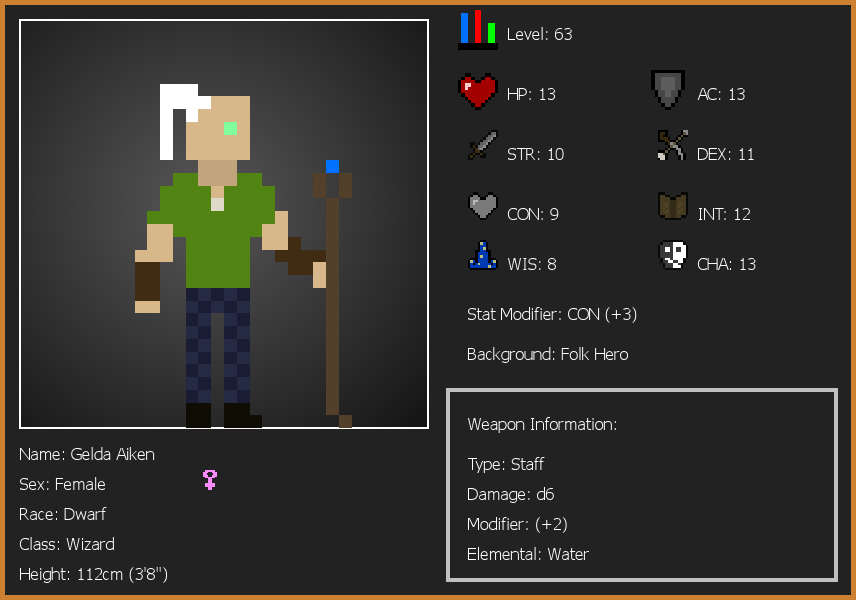 Level: 63
HP: 13
AC: 13
STR: 10
DEX: 11
CON: 9
INT: 12
WIS: 8
CHA: 13
Stat Modifier: CON (+3)
Background: Folk Hero
Weapon Information:
Type: Staff
Damage: d6
Modifier: (+2)
Elemental: Water
Name: Gelda Aiken
Sex: Female
Race: Dwarf
Class: Wizard
Height: 112cm (3'8")